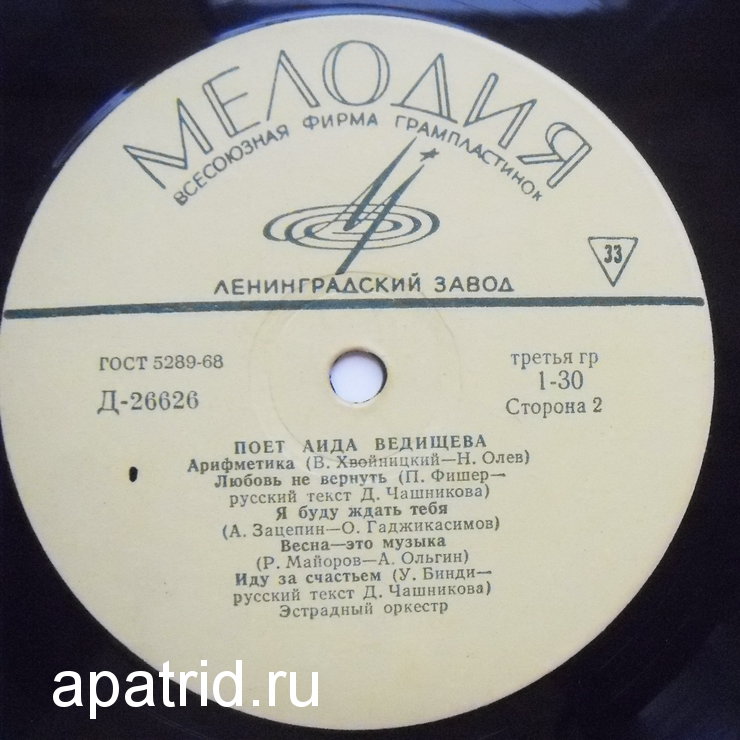 МЕЛОДИЯ
ВСЕСОЮЗНАЯ ФИРМА ГРАМПЛАСТИНОК
33
ЛЕНИНГРАДСКИЙ ЗАВОД
ГОСТ 5289-68
Д-26626
третья гр
1-30
Сторона 2
ПОЕТ АИДА ВЕДИЩЕВА
Арифметика (В. Хвойницкий—Н. Олев)
Любовь не вернуть (П. Фишер—
русский текст Д. Чашникова)
Я буду ждать тебя
(А. Зацепин—О. Гаджикасимов)
Весна—это музыка
(Р. Майоров—А. Ольгин)
Иду за счастьем (У. Бинди—
русский текст Д. Чашникова)
Эстрадный оркестр
apatrid.ru